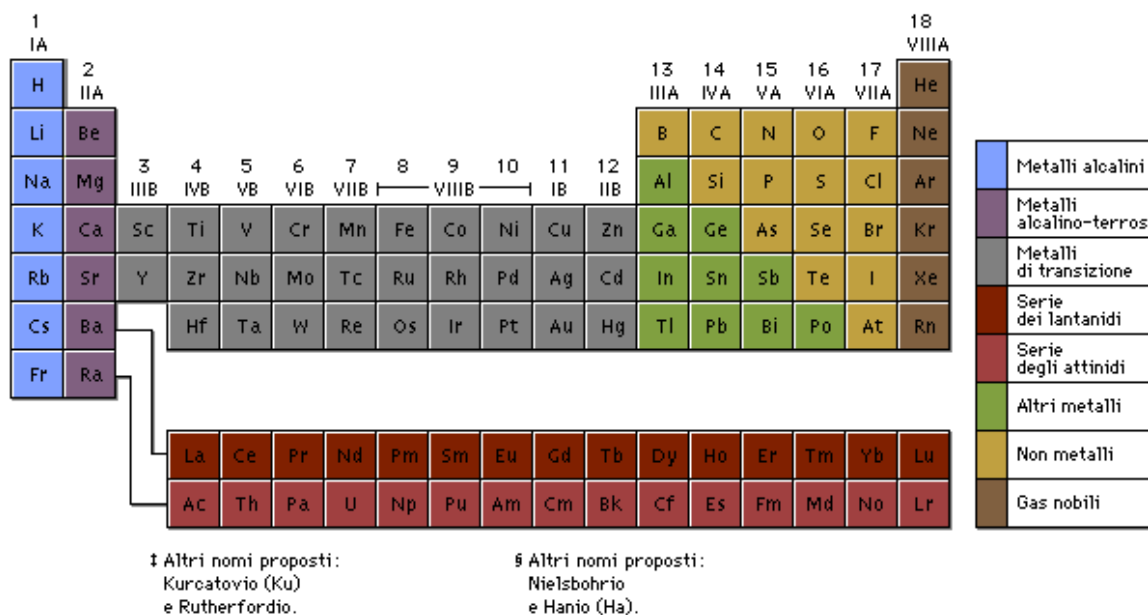 1
IA
18
VIIIA
2
IIA
13 14 15 16 17
IIIA IVA VA VIA VIIA
H He
Li Be B C N O F Ne
3 4 5 6 7 8 9 10 11 12
IIIB IVB VB VIB VIIB VIIIB IB IIB
Na Mg Al Si P S Cl Ar
K Ca Sc Ti V Cr Mn Fe Co Ni Cu Zn Ga Ge As Se Br Kr
Rb Sr Y Zr Nb Mo Tc Ru Rh Pd Ag Cd In Sn Sb Te I Xe
Cs Ba Hf Ta W Re Os Ir Pt Au Hg Tl Pb Bi Po At Rn
Fr Ra
La Ce Pr Nd Pm Sm Eu Gd Tb Dy Ho Er Tm Yb Lu
Ac Th Pa U Np Pu Am Cm Bk Cf Es Fm Md No Lr
Metalli alcalini
Metalli
alcalino-terros
Metalli
di transizione
Serie
dei lantanidi
Serie
degli attinidi
Altri metalli
Non metalli
Gas nobili
‡ Altri nomi proposti:
Kurcatovio (Ku)
e Rutherfordio.
§ Altri nomi proposti:
Nielsbohrio
e Hanio (Ha).